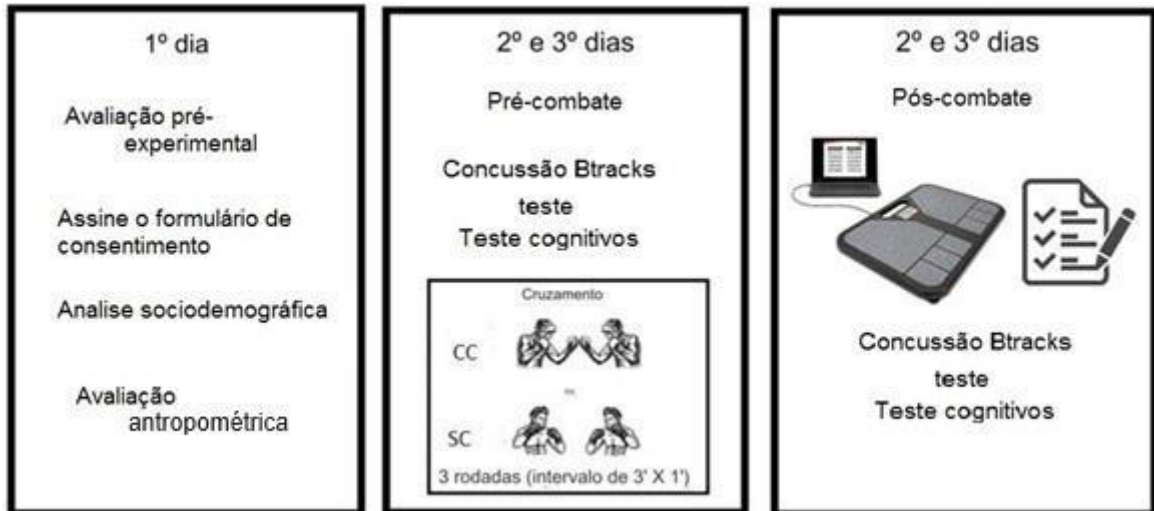 1º dia
Avaliação pré-
experimental
Assine o formulário de
consentimento
Analise sociodemográfica
Avaliação
antropométrica
2º e 3º dias
Pré-combate
Concussão Btracks
teste
Teste cognitivos
Cruzamento
CC
SC
3 rodadas (intervalo de 3' X 1')
2º e 3º dias
Pós-combate
Concussão Btracks
teste
Teste cognitivos